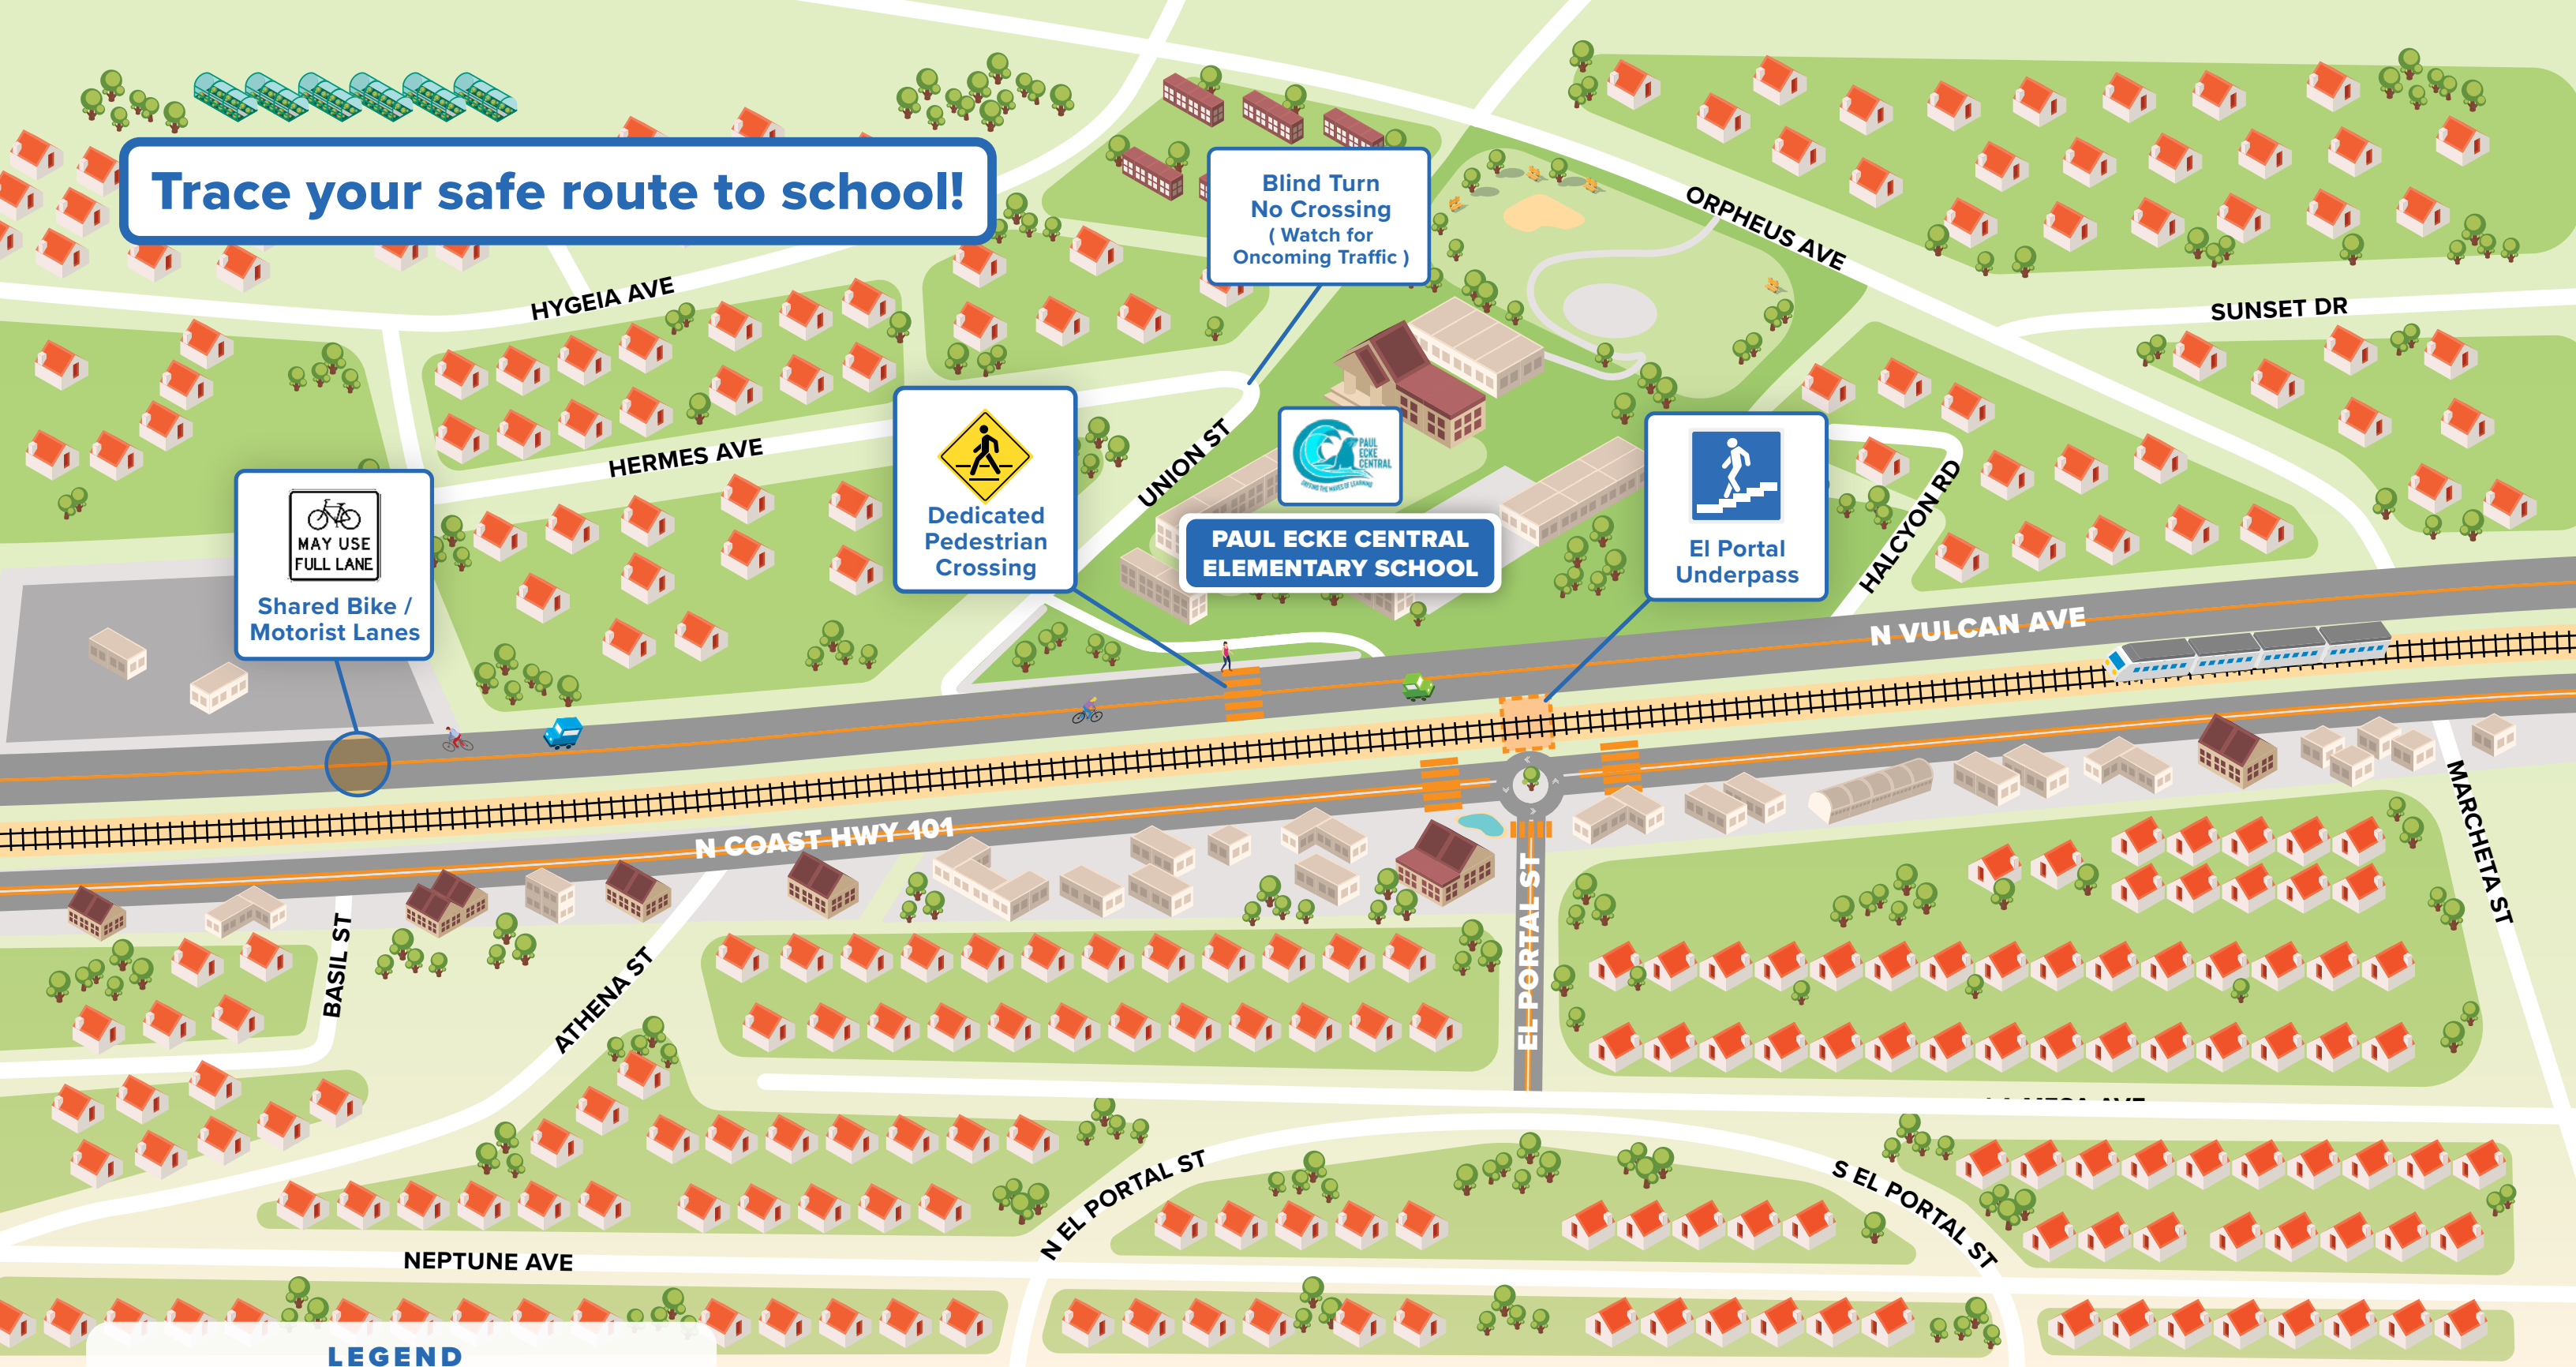 Trace your safe route to school!
Blind Turn
No Crossing
( Watch for
Oncoming Traffic )
ORPHEUS AVE
HYGEIA AVE
SUNSET DR
HERMES AVE
UNION ST
Dedicated
Pedestrian
Crossing
PAUL
ECKE
CENTRAL
PAUL ECKE CENTRAL
ELEMENTARY SCHOOL
El Portal
Underpass
HALCYON RD
MAY USE
FULL LANE
Shared Bike /
Motorist Lanes
N VULCAN AVE
N COAST HWY 101
MARCHETA ST
BASIL ST
ATHENA ST
EL PORTAL ST
N EL PORTAL ST
S EL PORTAL ST
NEPTUNE AVE
LEGEND